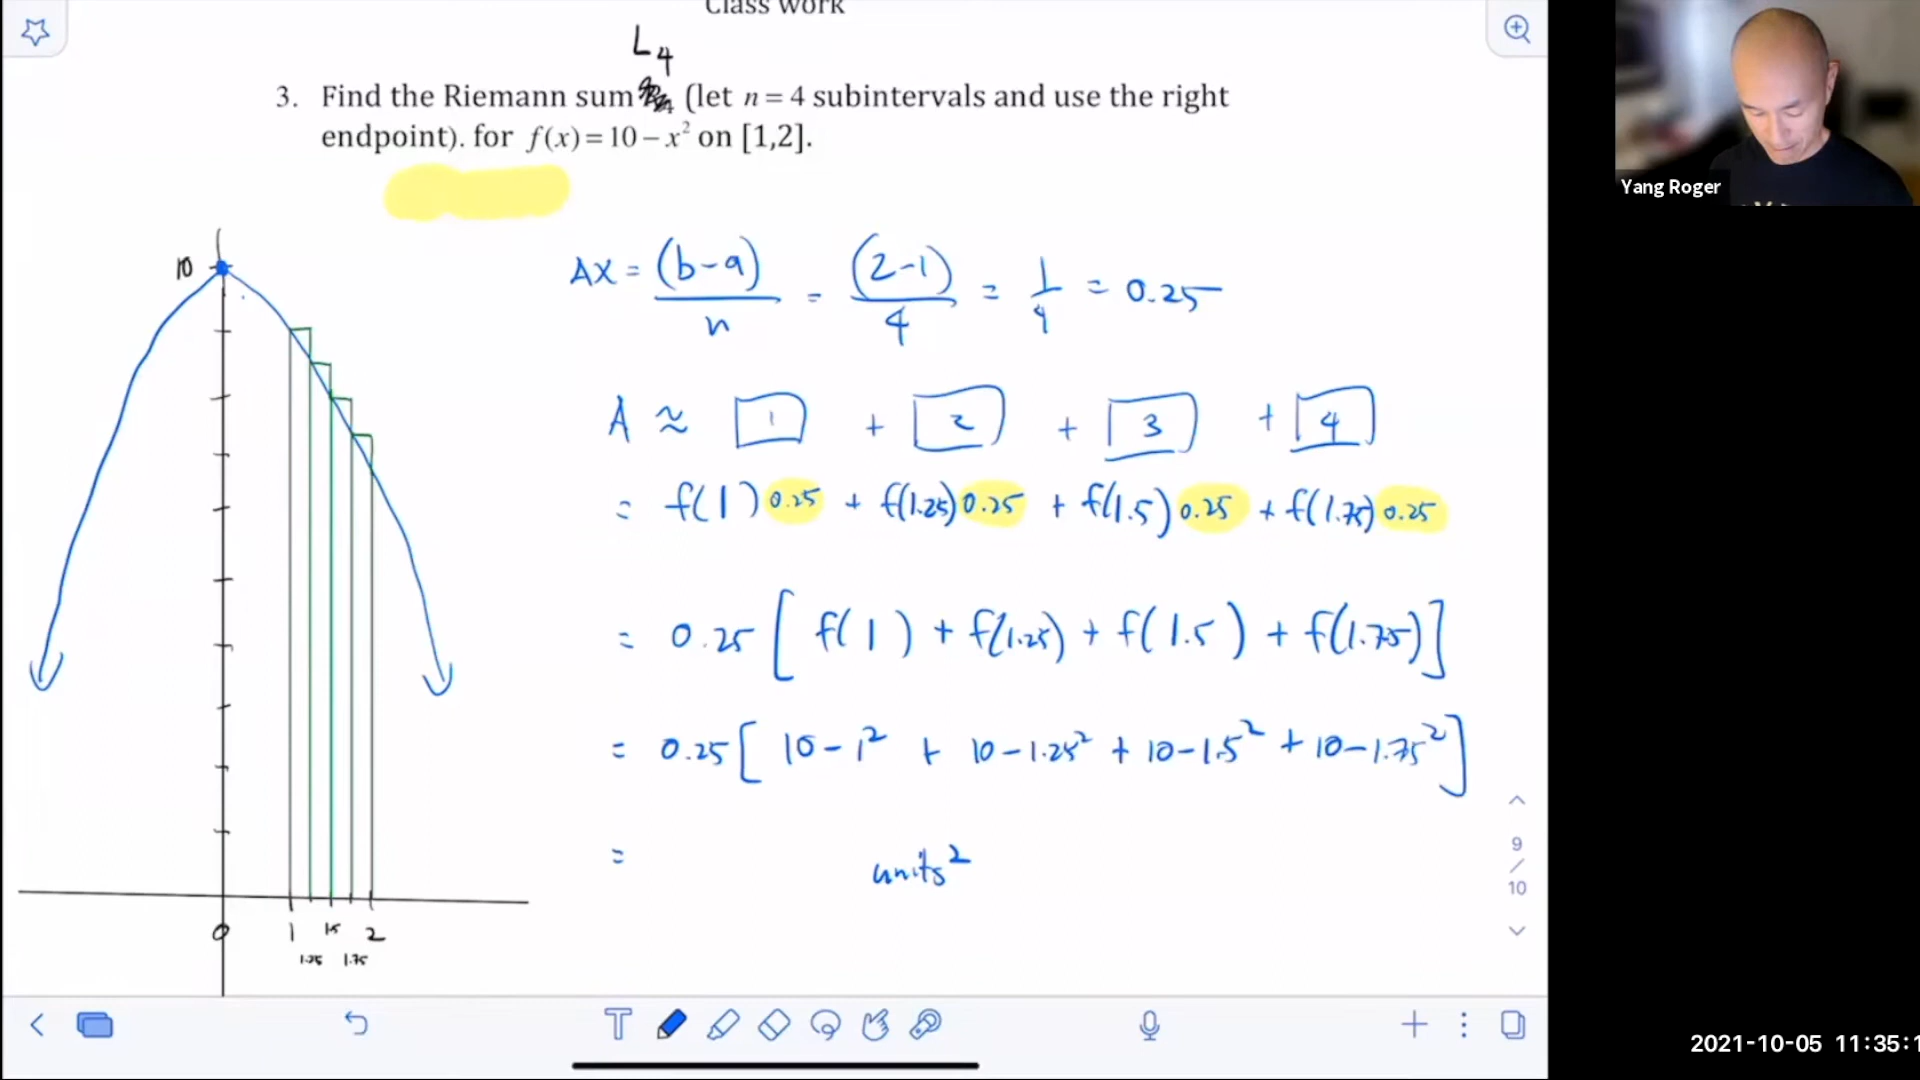 Class work
L₄
3. Find the Riemann sum (let n = 4 subintervals and use the right
endpoint). for f(x) = 10 – x² on [1,2].
Δx = (b-a)/n = (2-1)/4 = 1/4 = 0.25
A ≈ 1 + 2 + 3 + 4
= f(1) 0.25 + f(1.25) 0.25 + f(1.5) 0.25 + f(1.75) 0.25
= 0.25 [ f(1) + f(1.25) + f(1.5) + f(1.75) ]
= 0.25 [ 10-1² + 10-1.25² + 10-1.5² + 10-1.75² ]
= units²
10
0 1 1.5 2
1.25 1.75
9
/
10
T
Yang Roger
2021-10-05 11:35:1